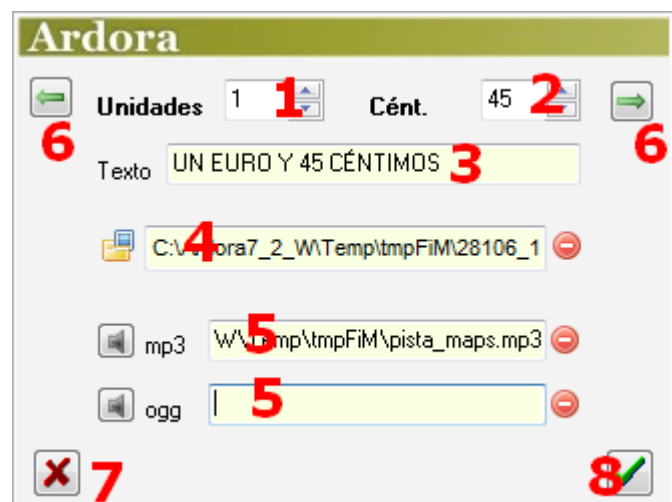 Ardora
Unidades 1 1 Cént. 45 2
6 6
Texto UN EURO Y 45 CÉNTIMOS 3
4 C:\ ora7_2_W\Temp\tmpFiM\28106_1
mp3 W\Temp\tmpFiM\pista_maps.mp3 5
ogg 5
7 8